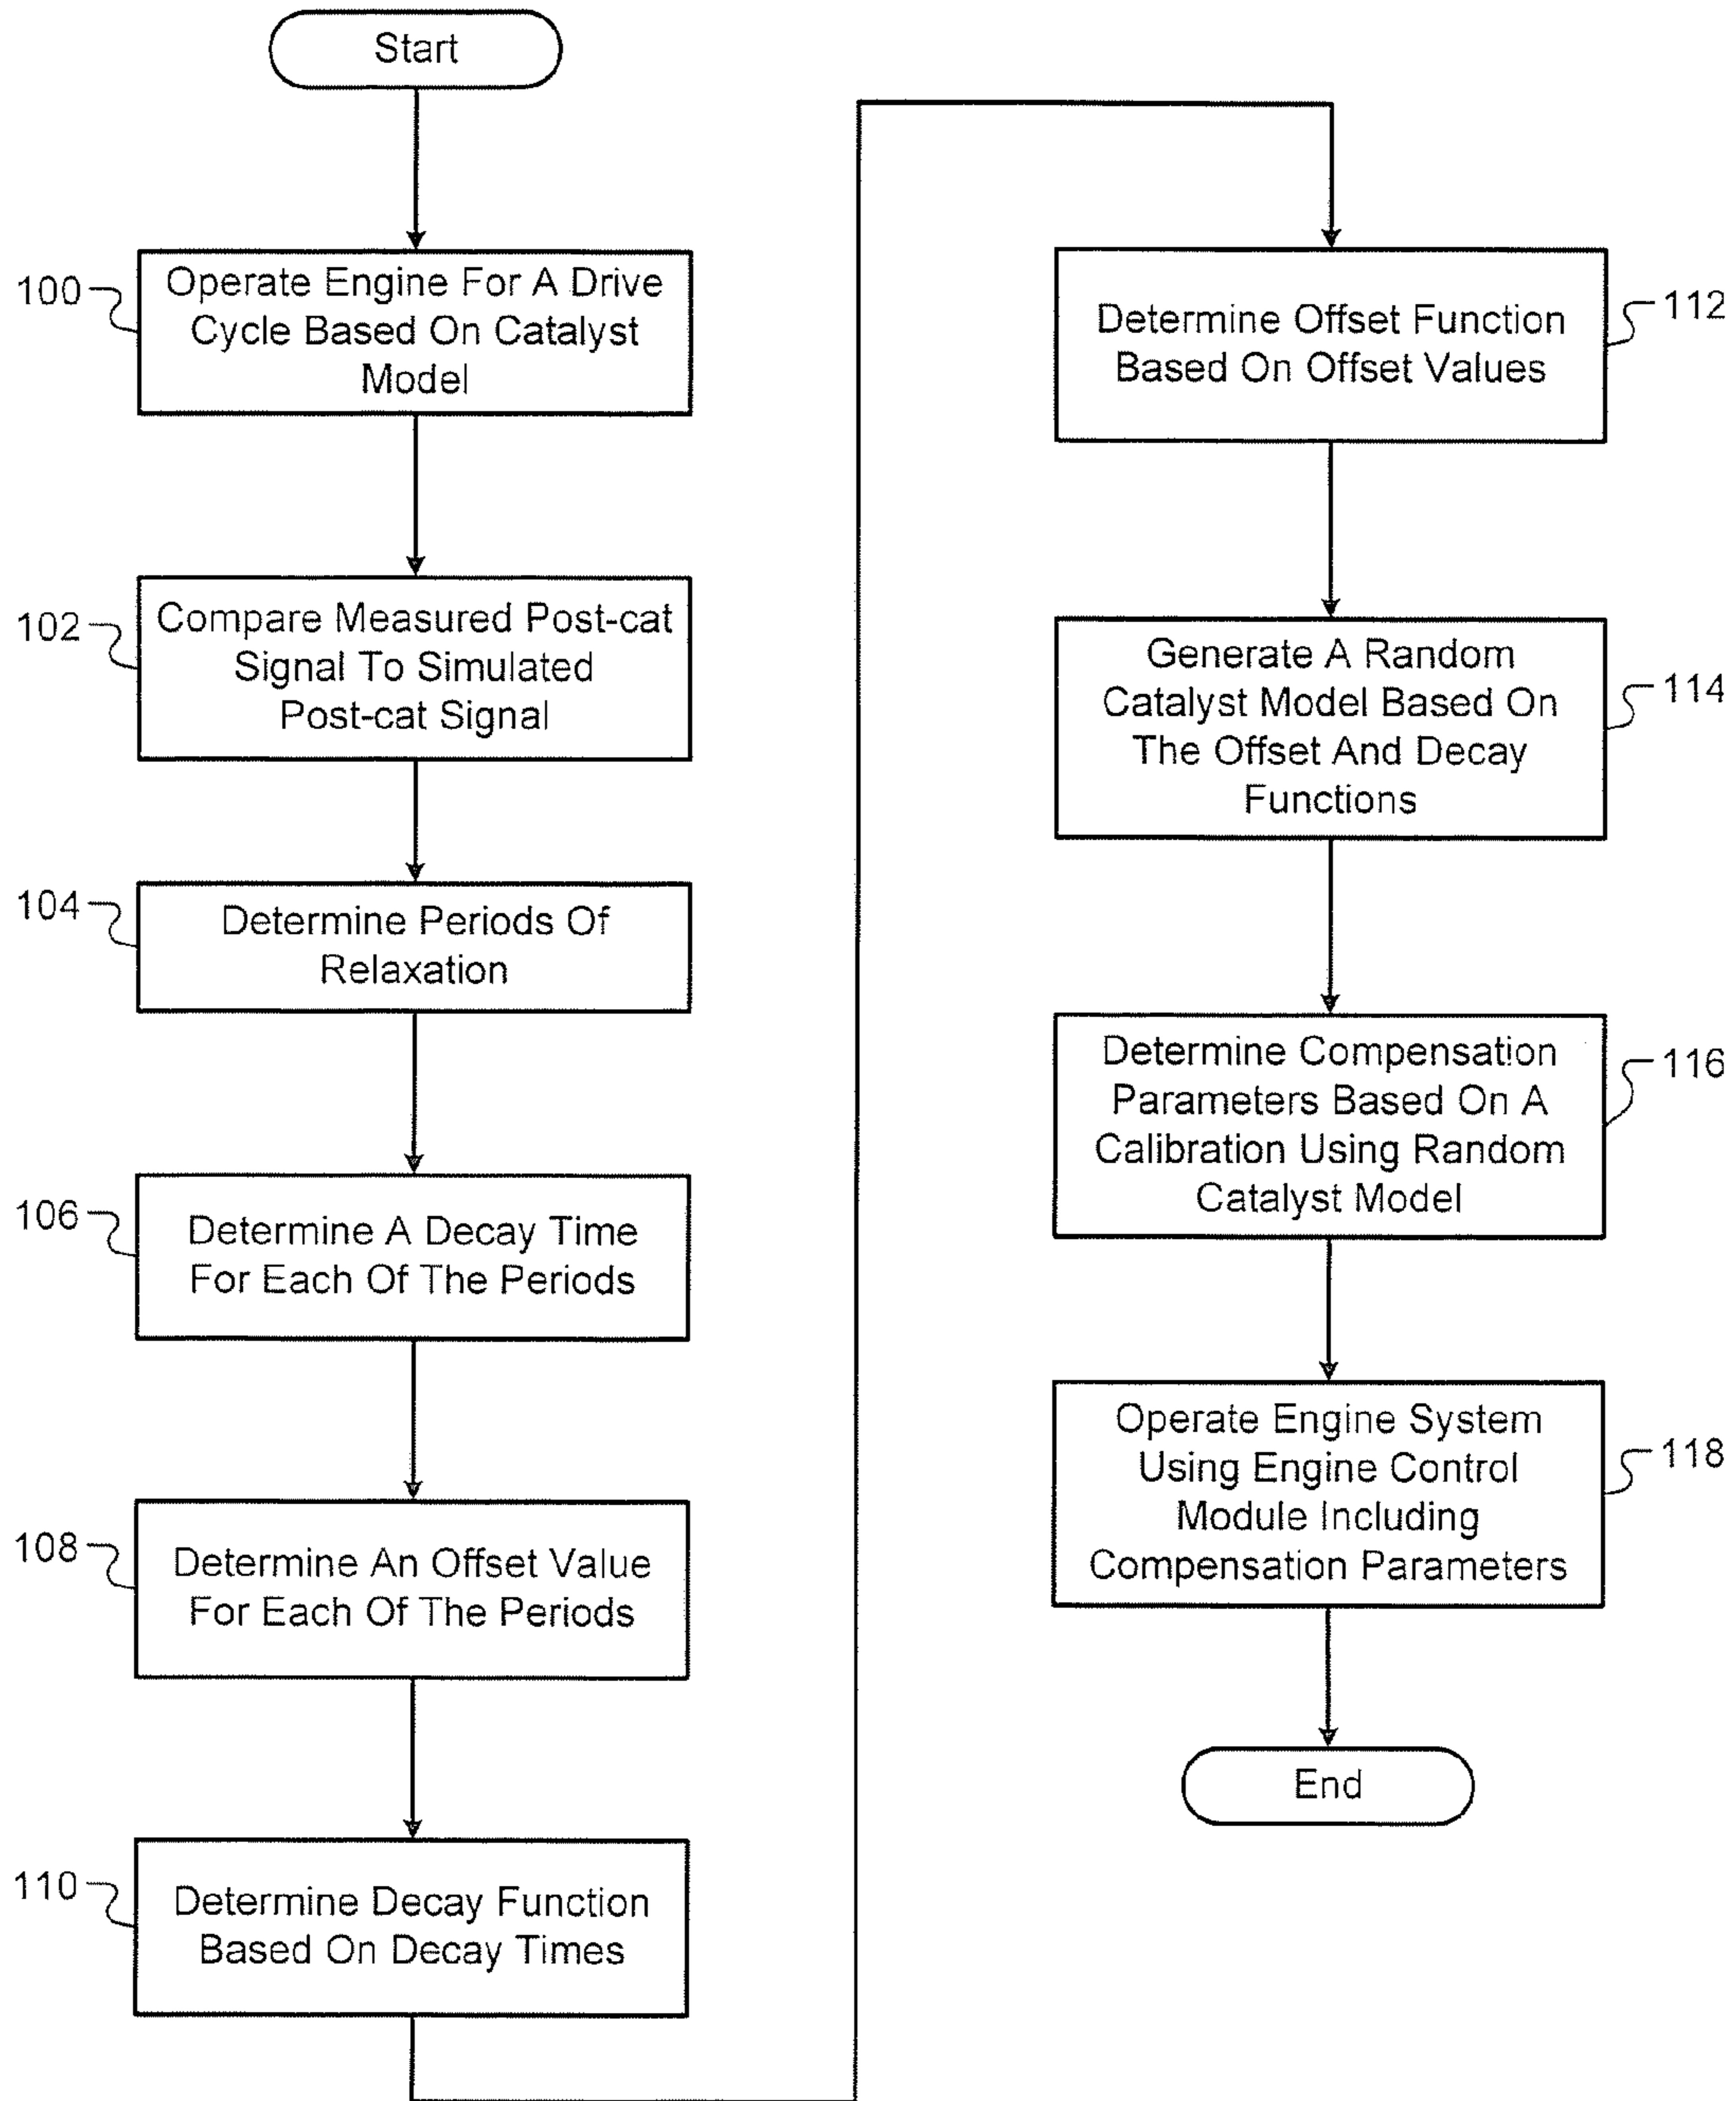 Start
100
Operate Engine For A Drive
Cycle Based On Catalyst
Model
102
Compare Measured Post-cat
Signal To Simulated
Post-cat Signal
104
Determine Periods Of
Relaxation
106
Determine A Decay Time
For Each Of The Periods
108
Determine An Offset Value
For Each Of The Periods
110
Determine Decay Function
Based On Decay Times
Determine Offset Function
Based On Offset Values
112
Generate A Random
Catalyst Model Based On
The Offset And Decay
Functions
114
Determine Compensation
Parameters Based On A
Calibration Using Random
Catalyst Model
116
Operate Engine System
Using Engine Control
Module Including
Compensation Parameters
118
End